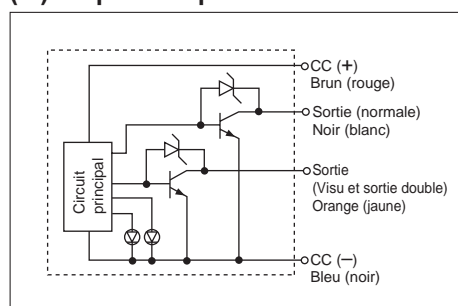 CC (+)
Brun (rouge)
Sortie (normale)
Noir (blanc)
Sortie
(Visu et sortie double)
Orange (jaune)
Circuit
principal
CC (—)
Bleu (noir)